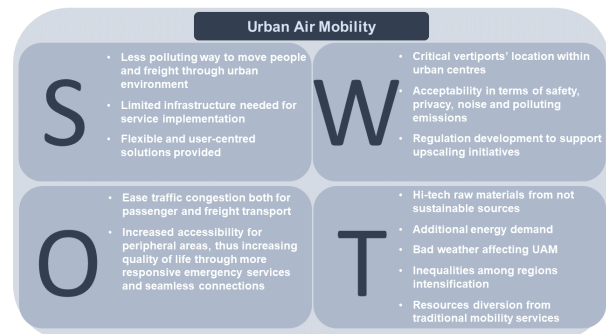 Urban Air Mobility
S
• Less polluting way to move people
and freight through urban
environment
• Limited infrastructure needed for
service implementation
• Flexible and user-centred
solutions provided
W
• Critical vertiports' location within
urban centres
• Acceptability in terms of safety,
privacy, noise and polluting
emissions
• Regulation development to support
upscaling initiatives
O
• Ease traffic congestion both for
passenger and freight transport
• Increased accessibility for
peripheral areas, thus increasing
quality of life through more
responsive emergency services
and seamless connections
T
• Hi-tech raw materials from not
sustainable sources
• Additional energy demand
• Bad weather affecting UAM
• Inequalities among regions
intensification
• Resources diversion from
traditional mobility services